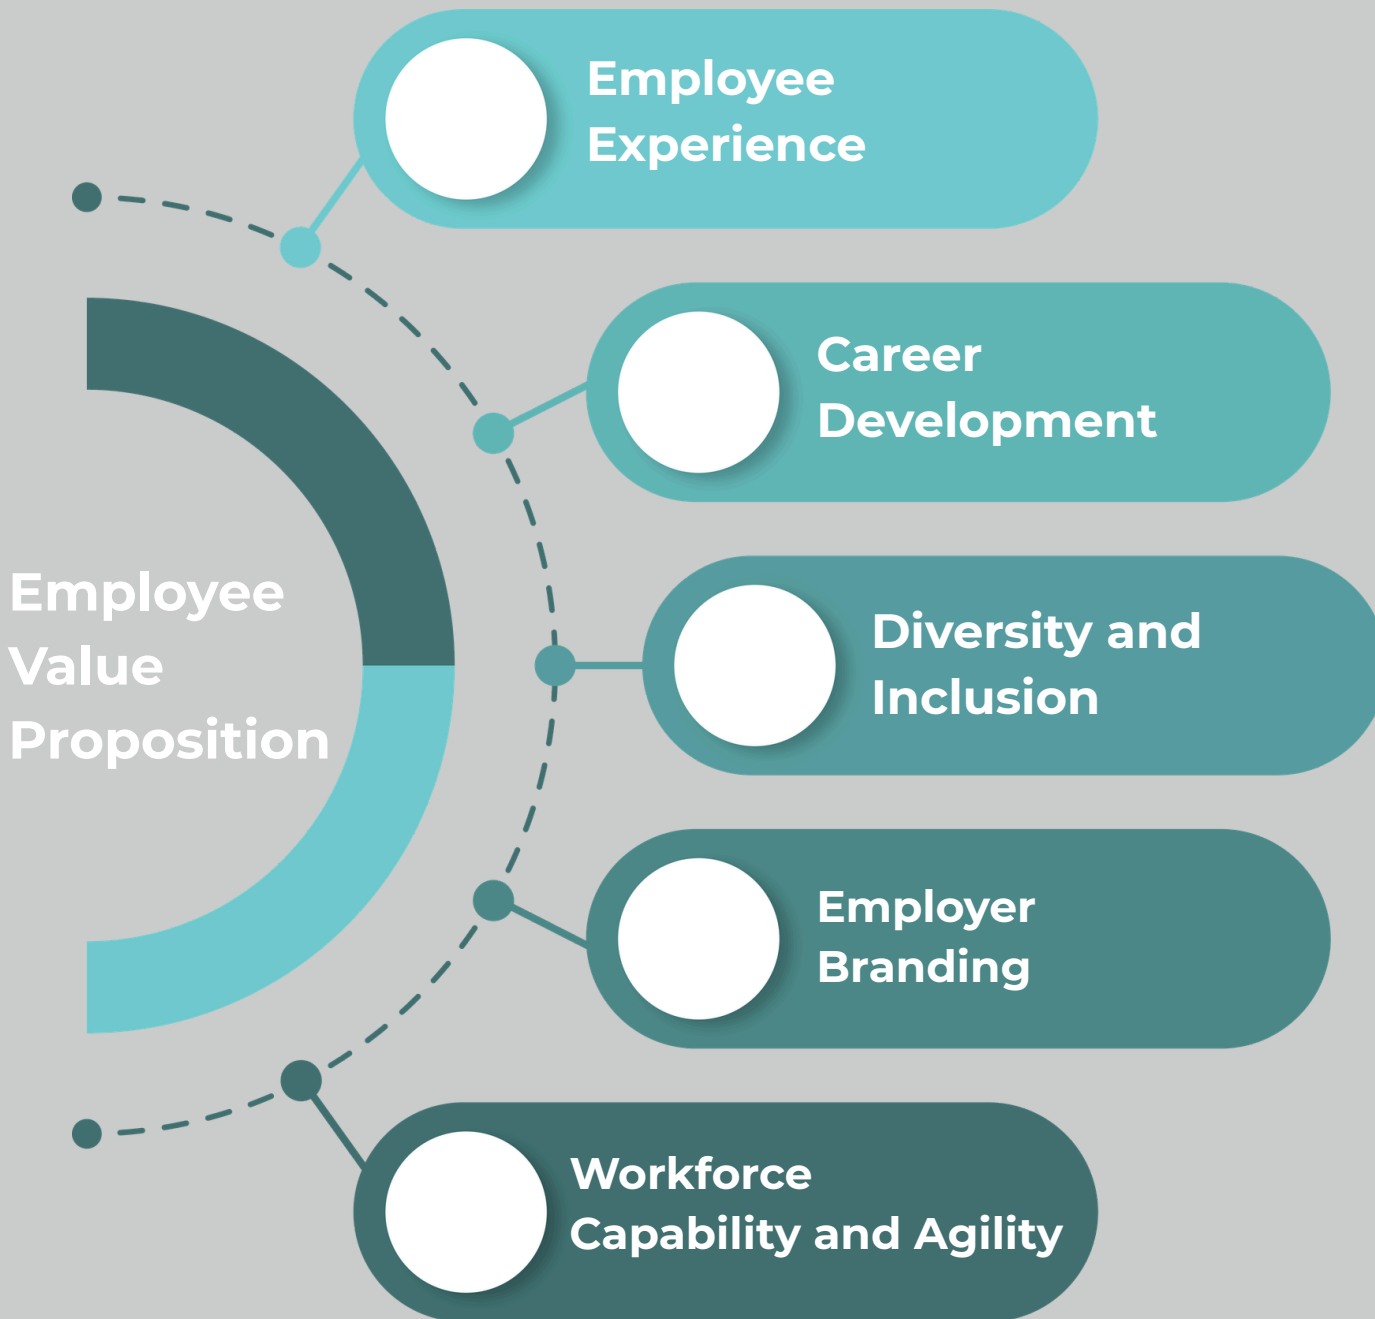 Employee
Value
Proposition
Employee
Experience
Career
Development
Diversity and
Inclusion
Employer
Branding
Workforce
Capability and Agility